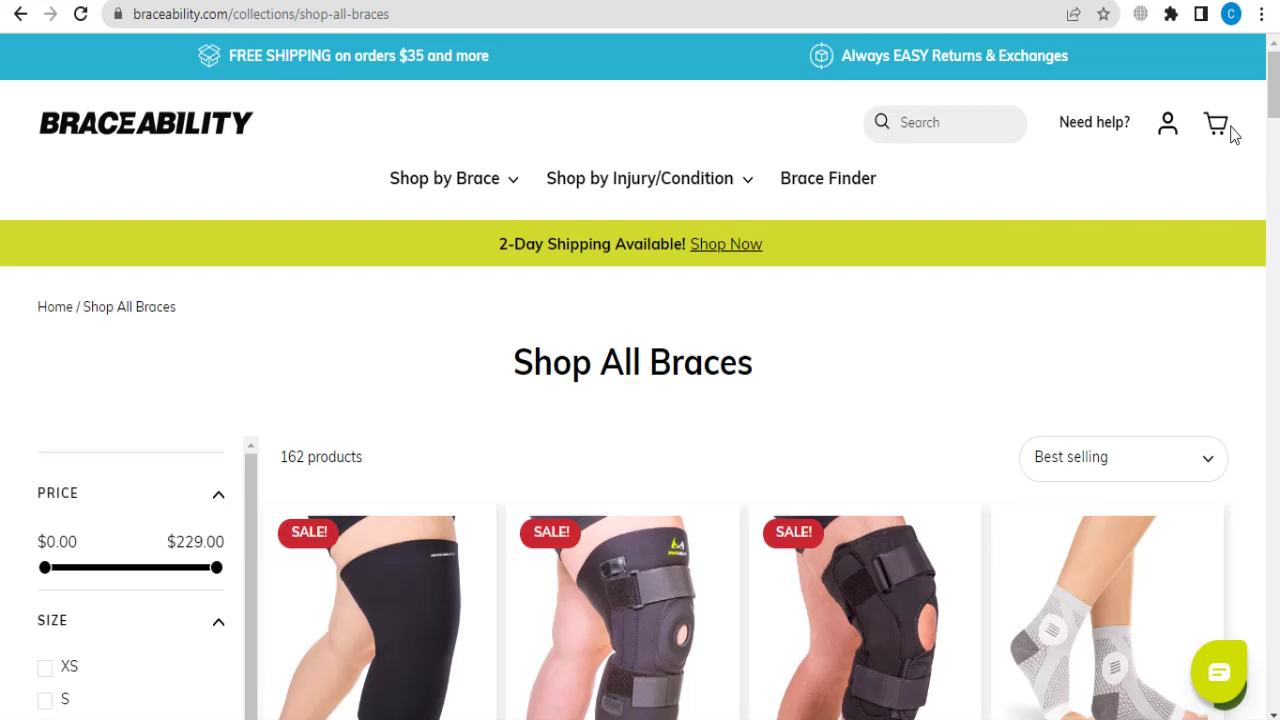 braceability.com/collections/shop-all-braces
C
FREE SHIPPING on orders $35 and more
Always EASY Returns & Exchanges
BRACEABILITY
Search
Need help?
Shop by Brace
Shop by Injury/Condition
Brace Finder
2-Day Shipping Available! Shop Now
Home / Shop All Braces
Shop All Braces
162 products
Best selling
PRICE
$0.00
$229.00
SIZE
XS
S
SALE!
SALE!
SALE!
BRACEABILITY